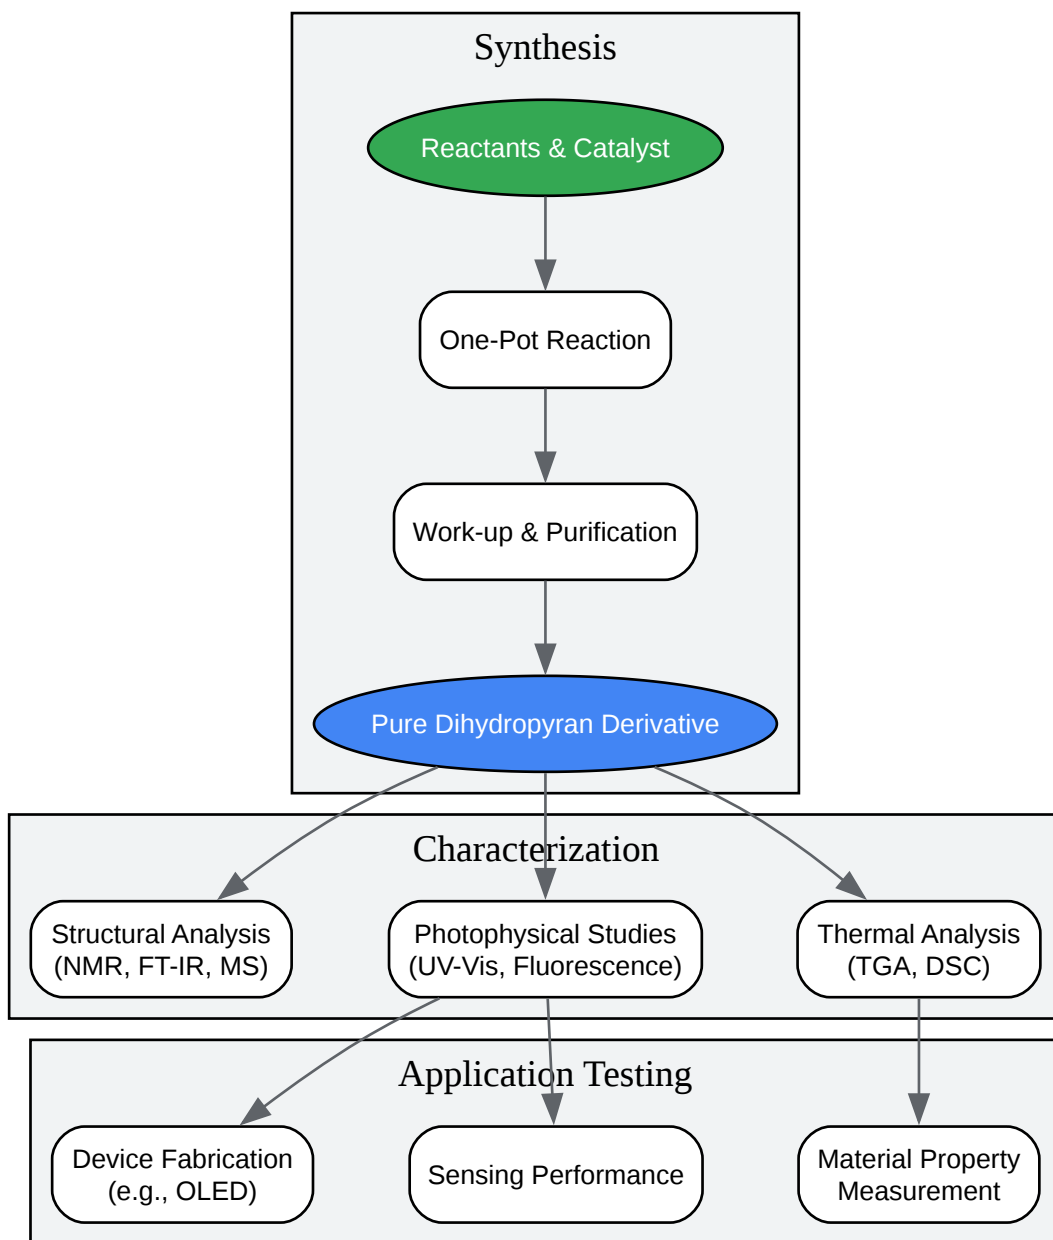 Synthesis
Reactants & Catalyst
One-Pot Reaction
Work-up & Purification
Pure Dihydropyran Derivative
Characterization
Structural Analysis
(NMR, FT-IR, MS)
Photophysical Studies
(UV-Vis, Fluorescence)
Thermal Analysis
(TGA, DSC)
Application Testing
Device Fabrication
(e.g., OLED)
Sensing Performance
Material Property
Measurement